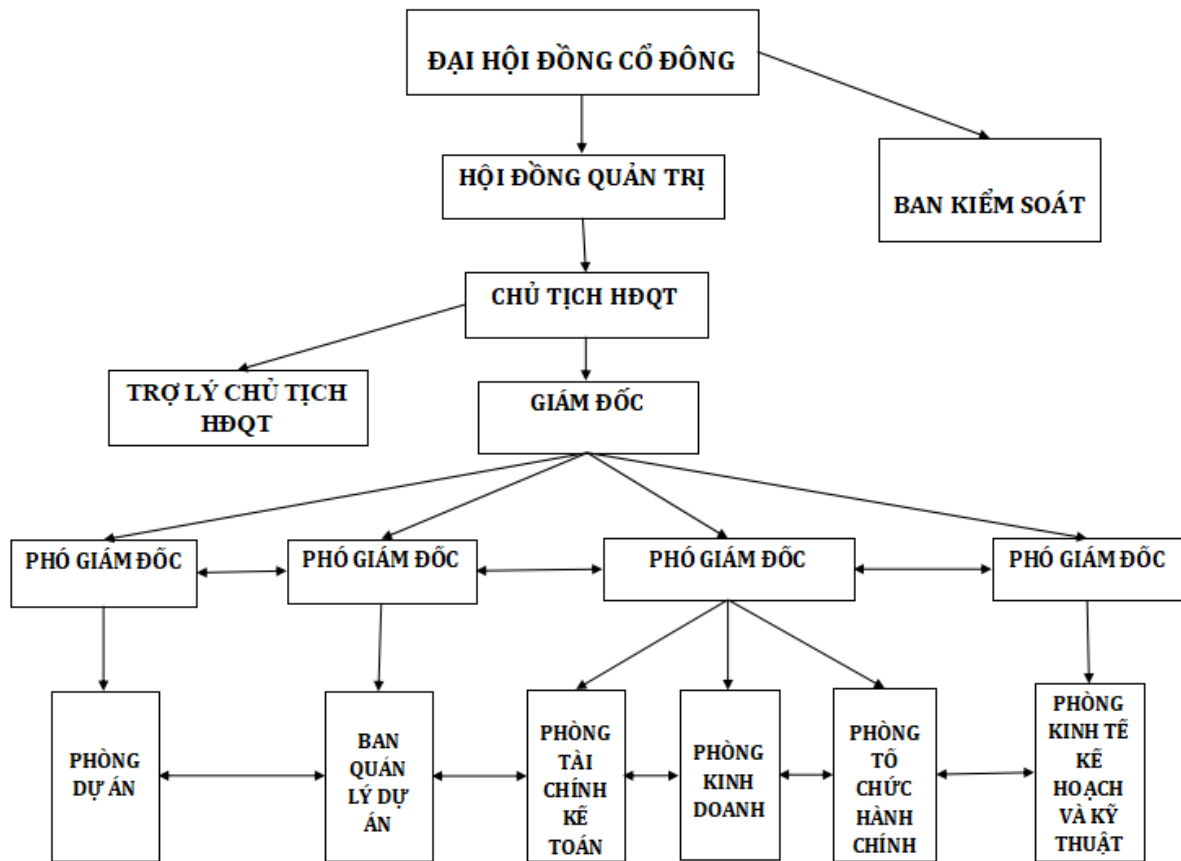 ĐẠI HỘI ĐỒNG CỔ ĐÔNG
HỘI ĐỒNG QUẢN TRỊ
BAN KIỂM SOÁT
CHỦ TỊCH HĐQT
TRỢ LÝ CHỦ TỊCH
HĐQT
GIÁM ĐỐC
PHÓ GIÁM ĐỐC
PHÓ GIÁM ĐỐC
PHÓ GIÁM ĐỐC
PHÓ GIÁM ĐỐC
PHÒNG
DỰ ÁN
BAN
QUẢN
LÝ DỰ
ÁN
PHÒNG
TÀI
CHÍNH
KẾ
TOÁN
PHÒNG
KINH
DOANH
PHÒNG
TỔ
CHỨC
HÀNH
CHÍNH
PHÒNG
KINH TẾ
KẾ
HOẠCH
VÀ KỸ
THUẬT